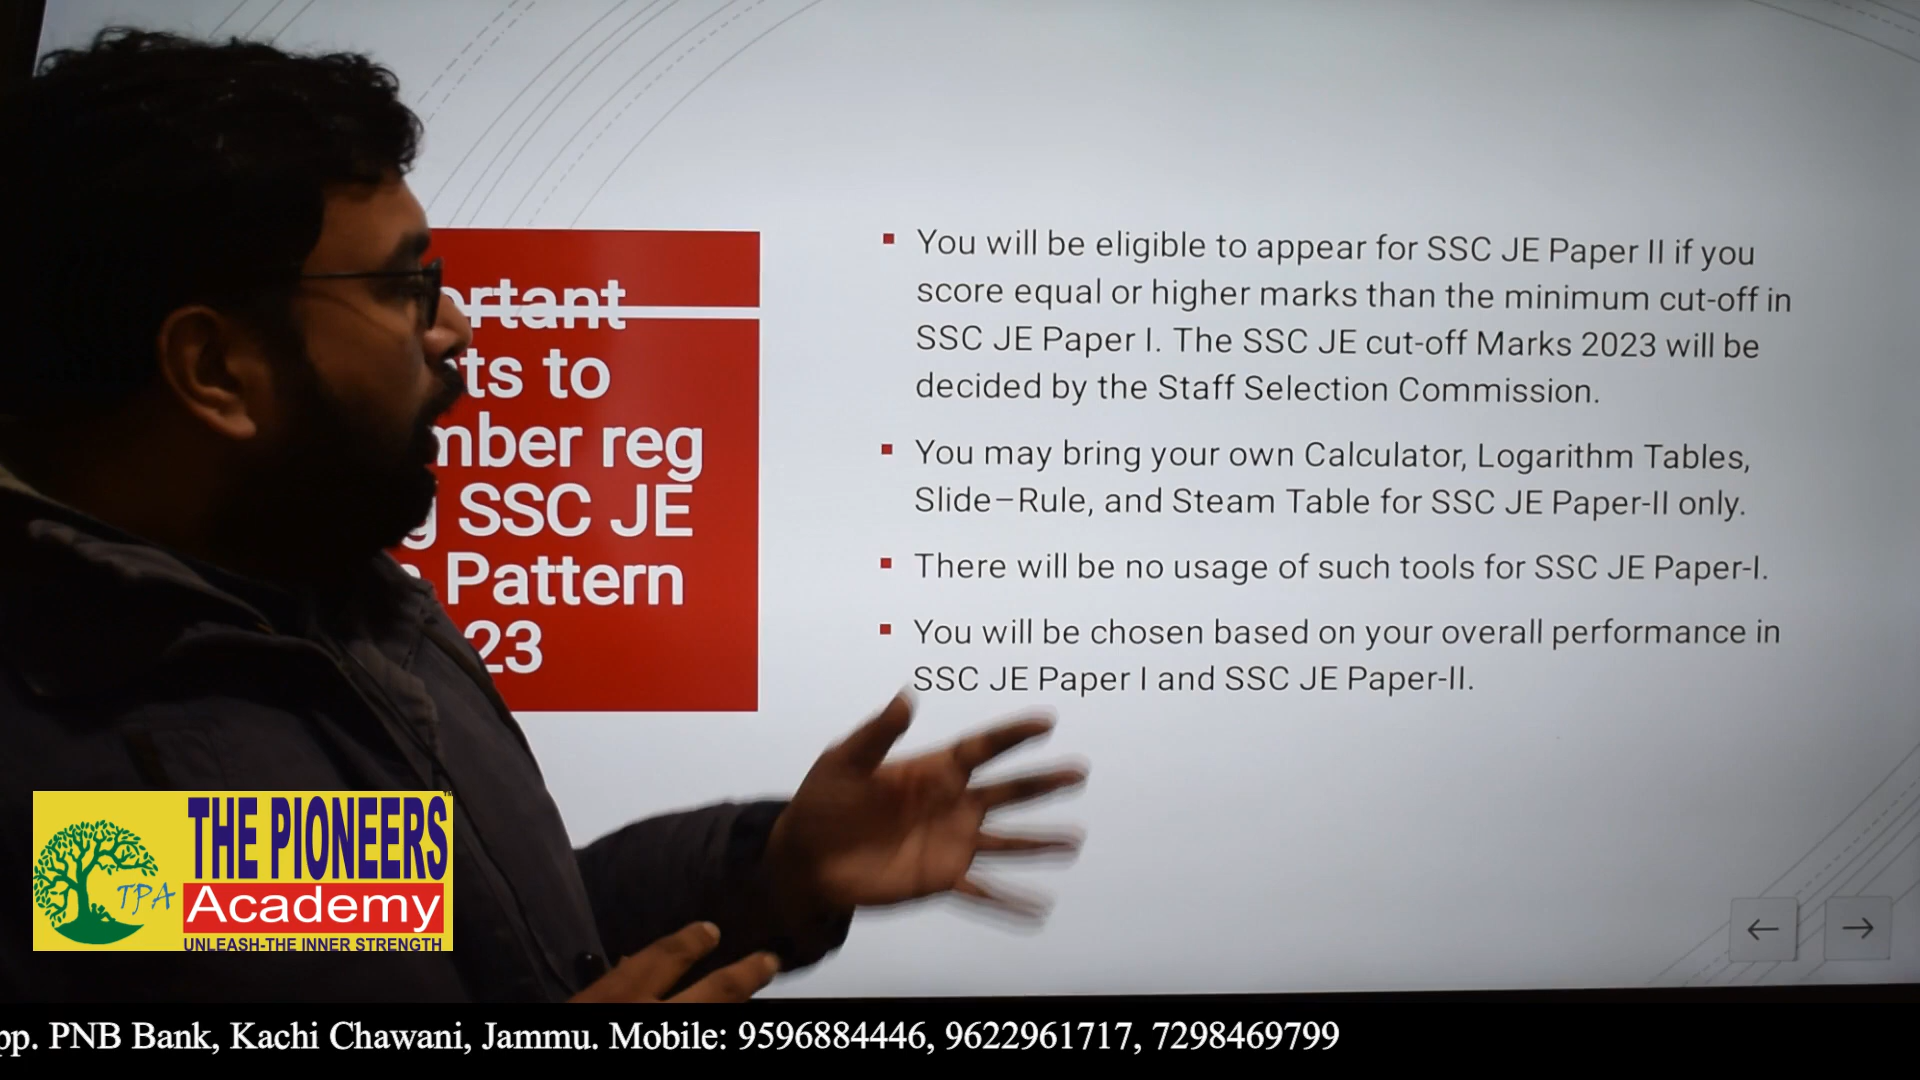 ortant
ts to
mber reg
g SSC JE
Pattern
23
▪ You will be eligible to appear for SSC JE Paper II if you
score equal or higher marks than the minimum cut-off in
SSC JE Paper I. The SSC JE cut-off Marks 2023 will be
decided by the Staff Selection Commission.
▪ You may bring your own Calculator, Logarithm Tables,
Slide–Rule, and Steam Table for SSC JE Paper-II only.
▪ There will be no usage of such tools for SSC JE Paper-I.
▪ You will be chosen based on your overall performance in
SSC JE Paper I and SSC JE Paper-II.
THE PIONEERS
TM
TPA
Academy
UNLEASH-THE INNER STRENGTH
pp. PNB Bank, Kachi Chawani, Jammu. Mobile: 9596884446, 9622961717, 7298469799